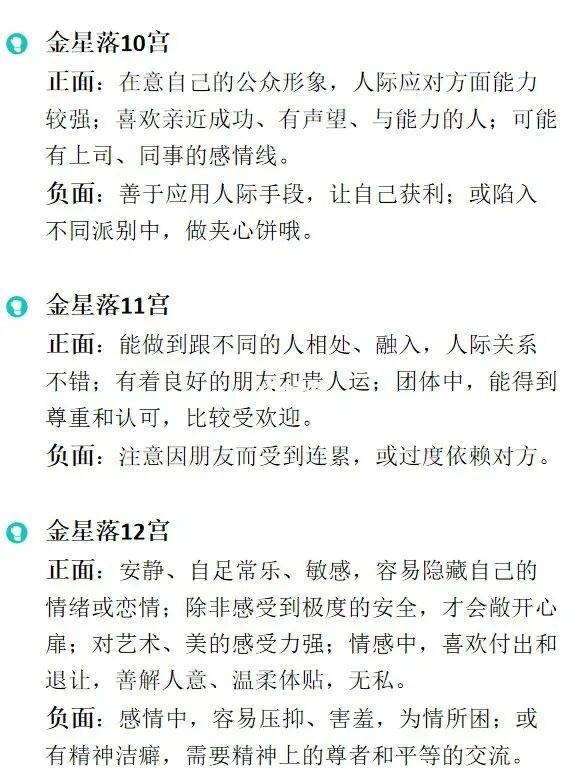 金星落10宫
正面：在意自己的公众形象，人际应对方面能力
较强；喜欢亲近成功、有声望、与能力的人；可能
有上司、同事的感情线。
负面：善于应用人际手段，让自己获利；或陷入
不同派别中，做夹心饼哦。
金星落11宫
正面：能做到跟不同的人相处、融入，人际关系
不错；有着良好的朋友和贵人运；团体中，能得到
尊重和认可，比较受欢迎。
负面：注意因朋友而受到连累，或过度依赖对方。
金星落12宫
正面：安静、自足常乐、敏感，容易隐藏自己的
情绪或恋情；除非感受到极度的安全，才会敞开心
扉；对艺术、美的感受力强；情感中，喜欢付出和
退让，善解人意、温柔体贴，无私。
负面：感情中，容易压抑、害羞，为情所困；或
有精神洁癖，需要精神上的尊者和平等的交流。